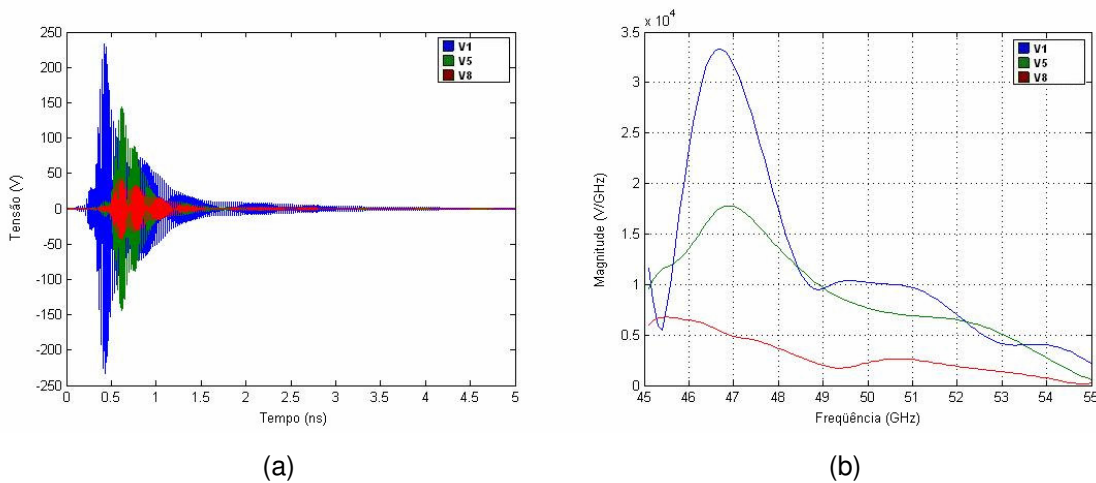 250
200
150
100
50
0
-50
-100
-150
-200
-250
Tensão (V)
0 0.5 1 1.5 2 2.5 3 3.5 4 4.5 5
Tempo (ns)
V1
V5
V8
(a)
x 10⁴
3.5
3
2.5
2
1.5
1
0.5
0
Magnitude (V/GHz)
45 46 47 48 49 50 51 52 53 54 55
Freqüência (GHz)
V1
V5
V8
(b)